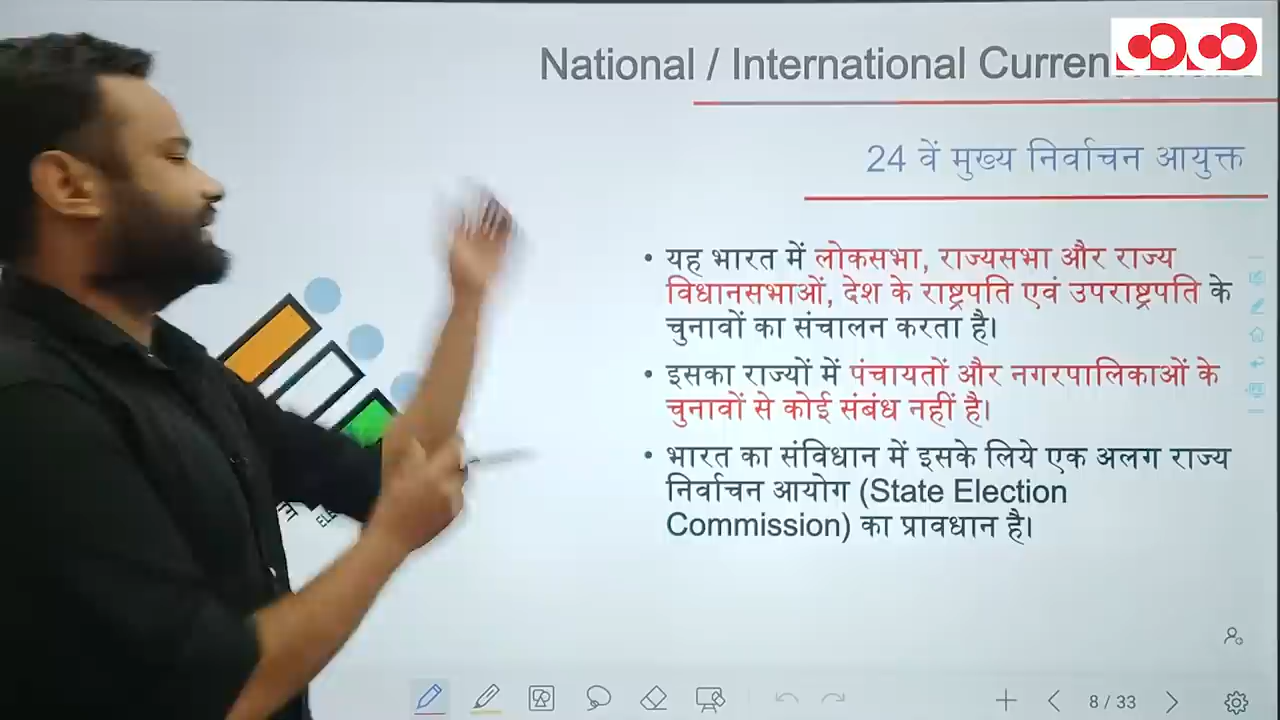 National / International Curren
24 वें मुख्य निर्वाचन आयुक्त
• यह भारत में लोकसभा, राज्यसभा और राज्य
विधानसभाओं, देश के राष्ट्रपति एवं उपराष्ट्रपति के
चुनावों का संचालन करता है।
• इसका राज्यों में पंचायतों और नगरपालिकाओं के
चुनावों से कोई संबंध नहीं है।
• भारत का संविधान में इसके लिये एक अलग राज्य
निर्वाचन आयोग (State Election
Commission) का प्रावधान है।
8 / 33